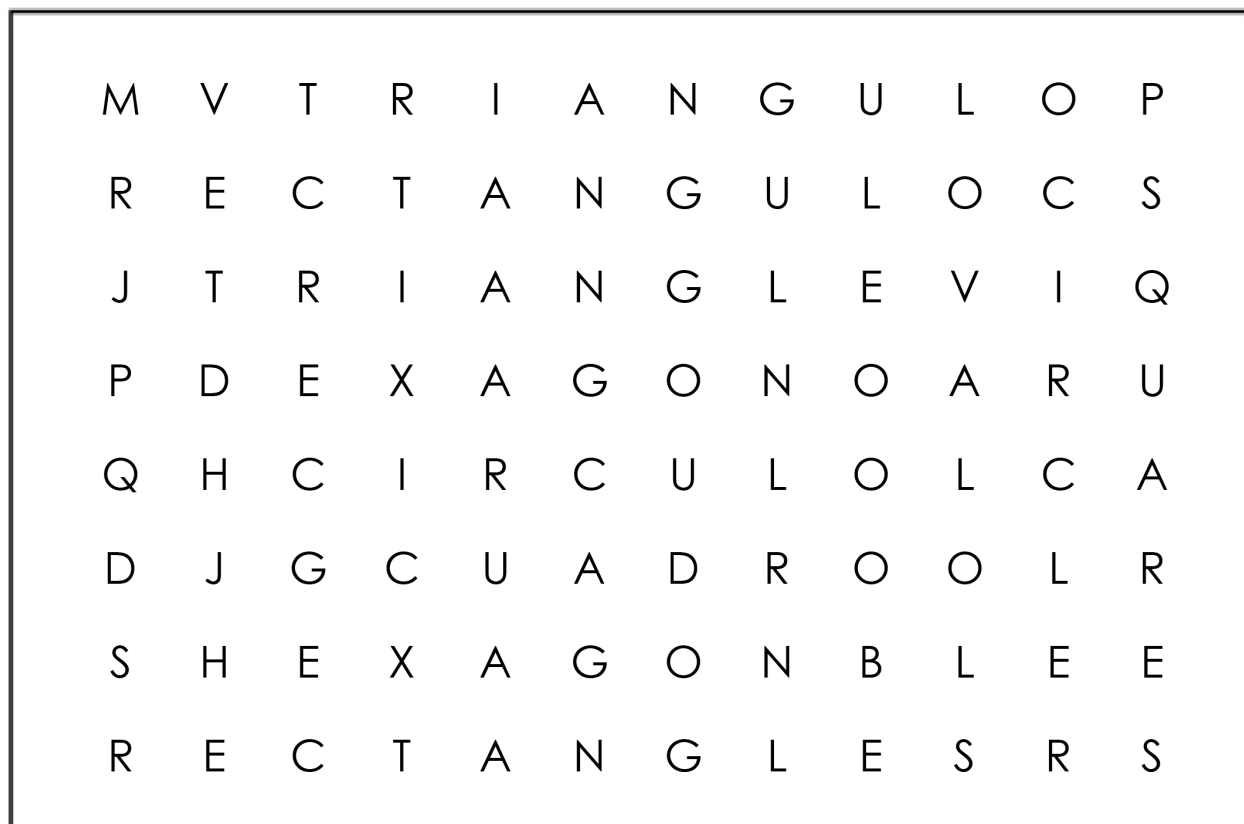 M V T R I A N G U L O P
R E C T A N G U L O C S
J T R I A N G L E V I Q
P D E X A G O N O A R U
Q H C I R C U L O L C A
D J G C U A D R O O L R
S H E X A G O N B L E E
R E C T A N G L E S R S